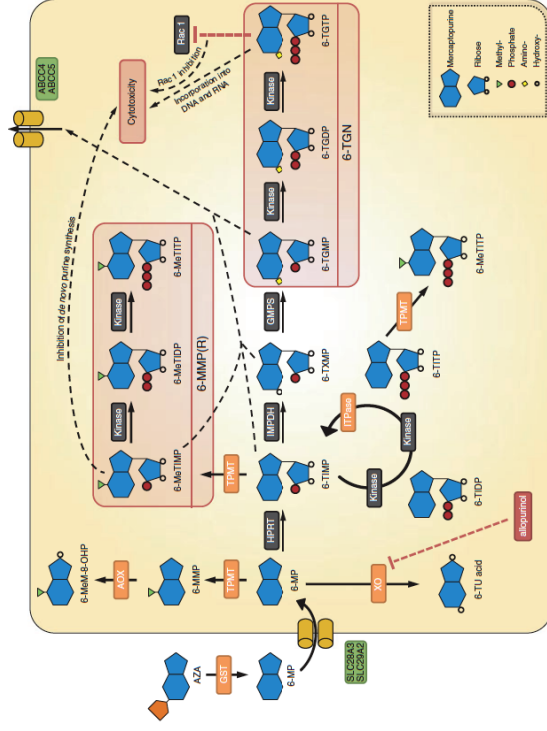 AZA
GST
6-MP
SLC28A3
SLC29A2
6-MeM-8-OHP
AOX
6-MMP
TPMT
6-MP
XO
6-TU acid
allopurinol
HPRT
Inhibition of de novo purine synthesis
6-MeTIMP
Kinase
6-MeTIDP
Kinase
6-MeTITP
6-MMP(R)
TPMT
6-TIMP
IMPDH
6-TXMP
GMPS
6-TGMP
Kinase
6-TGDP
Kinase
6-TGTP
6-TGN
Kinase
6-TIDP
Kinase
ITPase
6-TITP
TPMT
6-MeTITP
ABCC4
ABCC5
Cytotoxicity
Rac1 inhibition
Incorporation into
DNA and RNA
Rac 1
Mercaptopurine
Ribose
Methyl-
Phosphate
Amino-
Hydroxy-